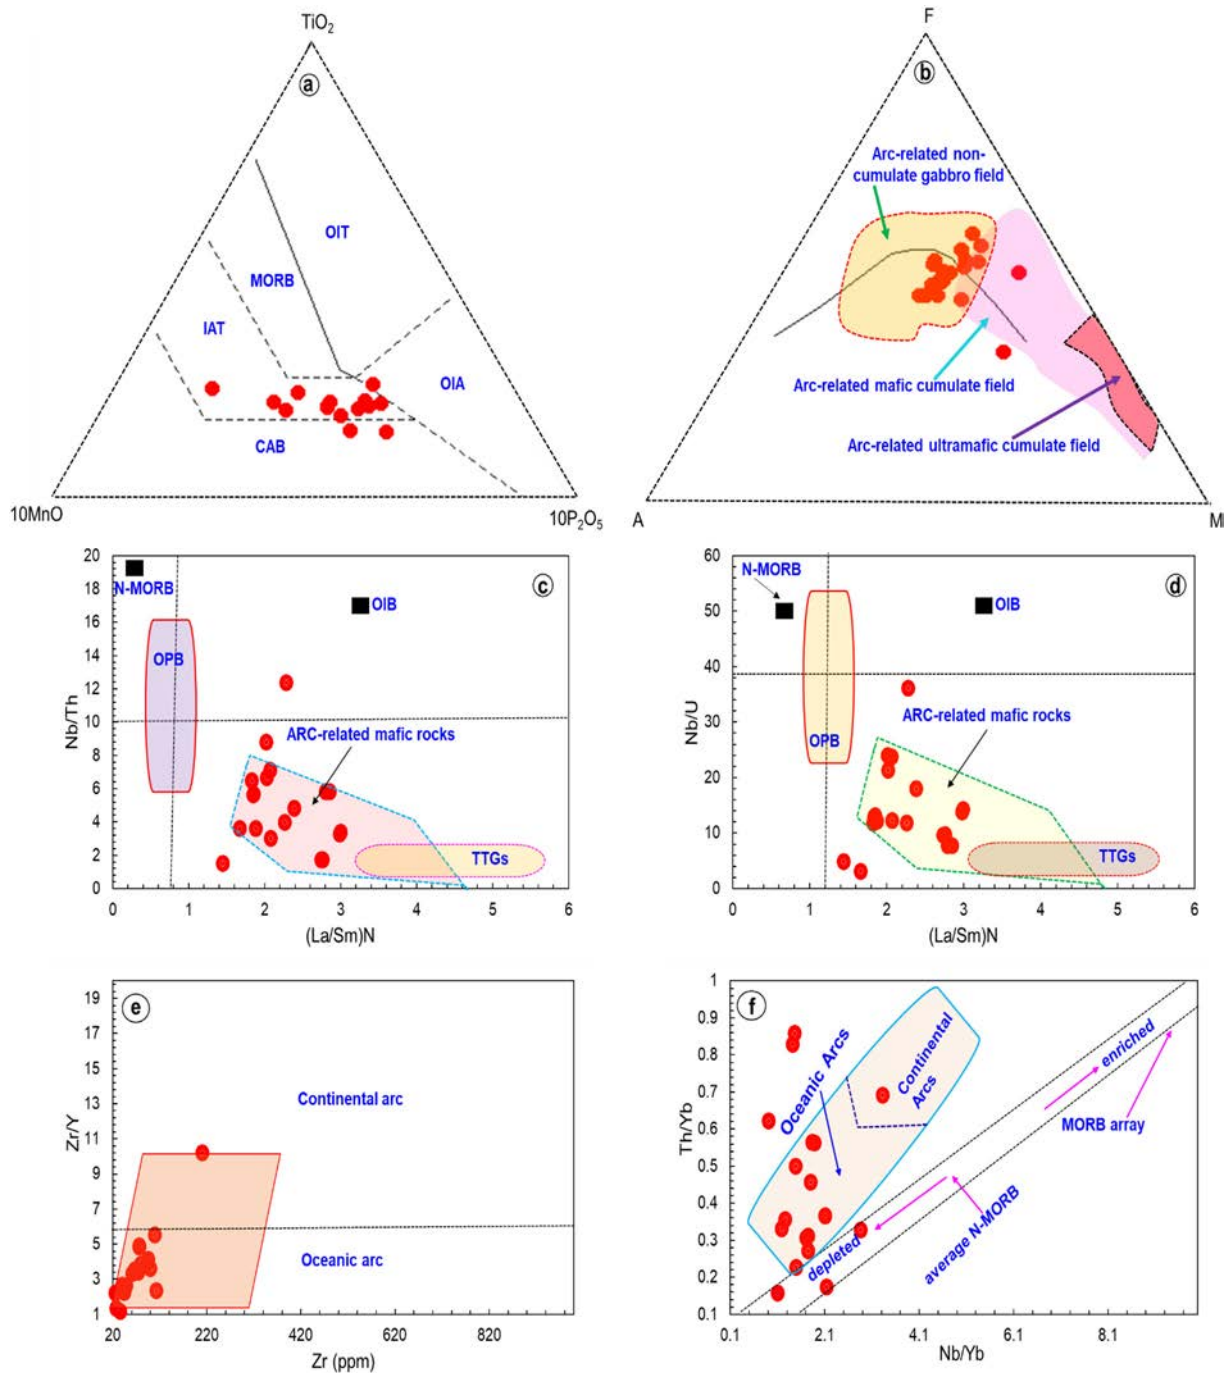 TiO2
a
OIT
MORB
IAT
OIA
CAB
10MnO
10P2O5
F
b
Arc-related non-
cumulate gabbro field
Arc-related mafic cumulate field
Arc-related ultramafic cumulate field
A
M
20
18
16
14
12
10
8
6
4
2
0
Nb/Th
N-MORB
OPB
OIB
c
ARC-related mafic rocks
TTGs
0 1 2 3 4 5 6
(La/Sm)N
60
50
40
30
20
10
0
Nb/U
N-MORB
OPB
OIB
d
ARC-related mafic rocks
TTGs
0 1 2 3 4 5 6
(La/Sm)N
19
17
15
13
11
9
7
5
3
1
Zr/Y
e
Continental arc
Oceanic arc
20 220 420 620 820
Zr (ppm)
1
0.9
0.8
0.7
0.6
0.5
0.4
0.3
0.2
0.1
Th/Yb
f
Oceanic Arcs
Continental
Arcs
enriched
MORB array
depleted
average N-MORB
0.1 2.1 4.1 6.1 8.1
Nb/Yb